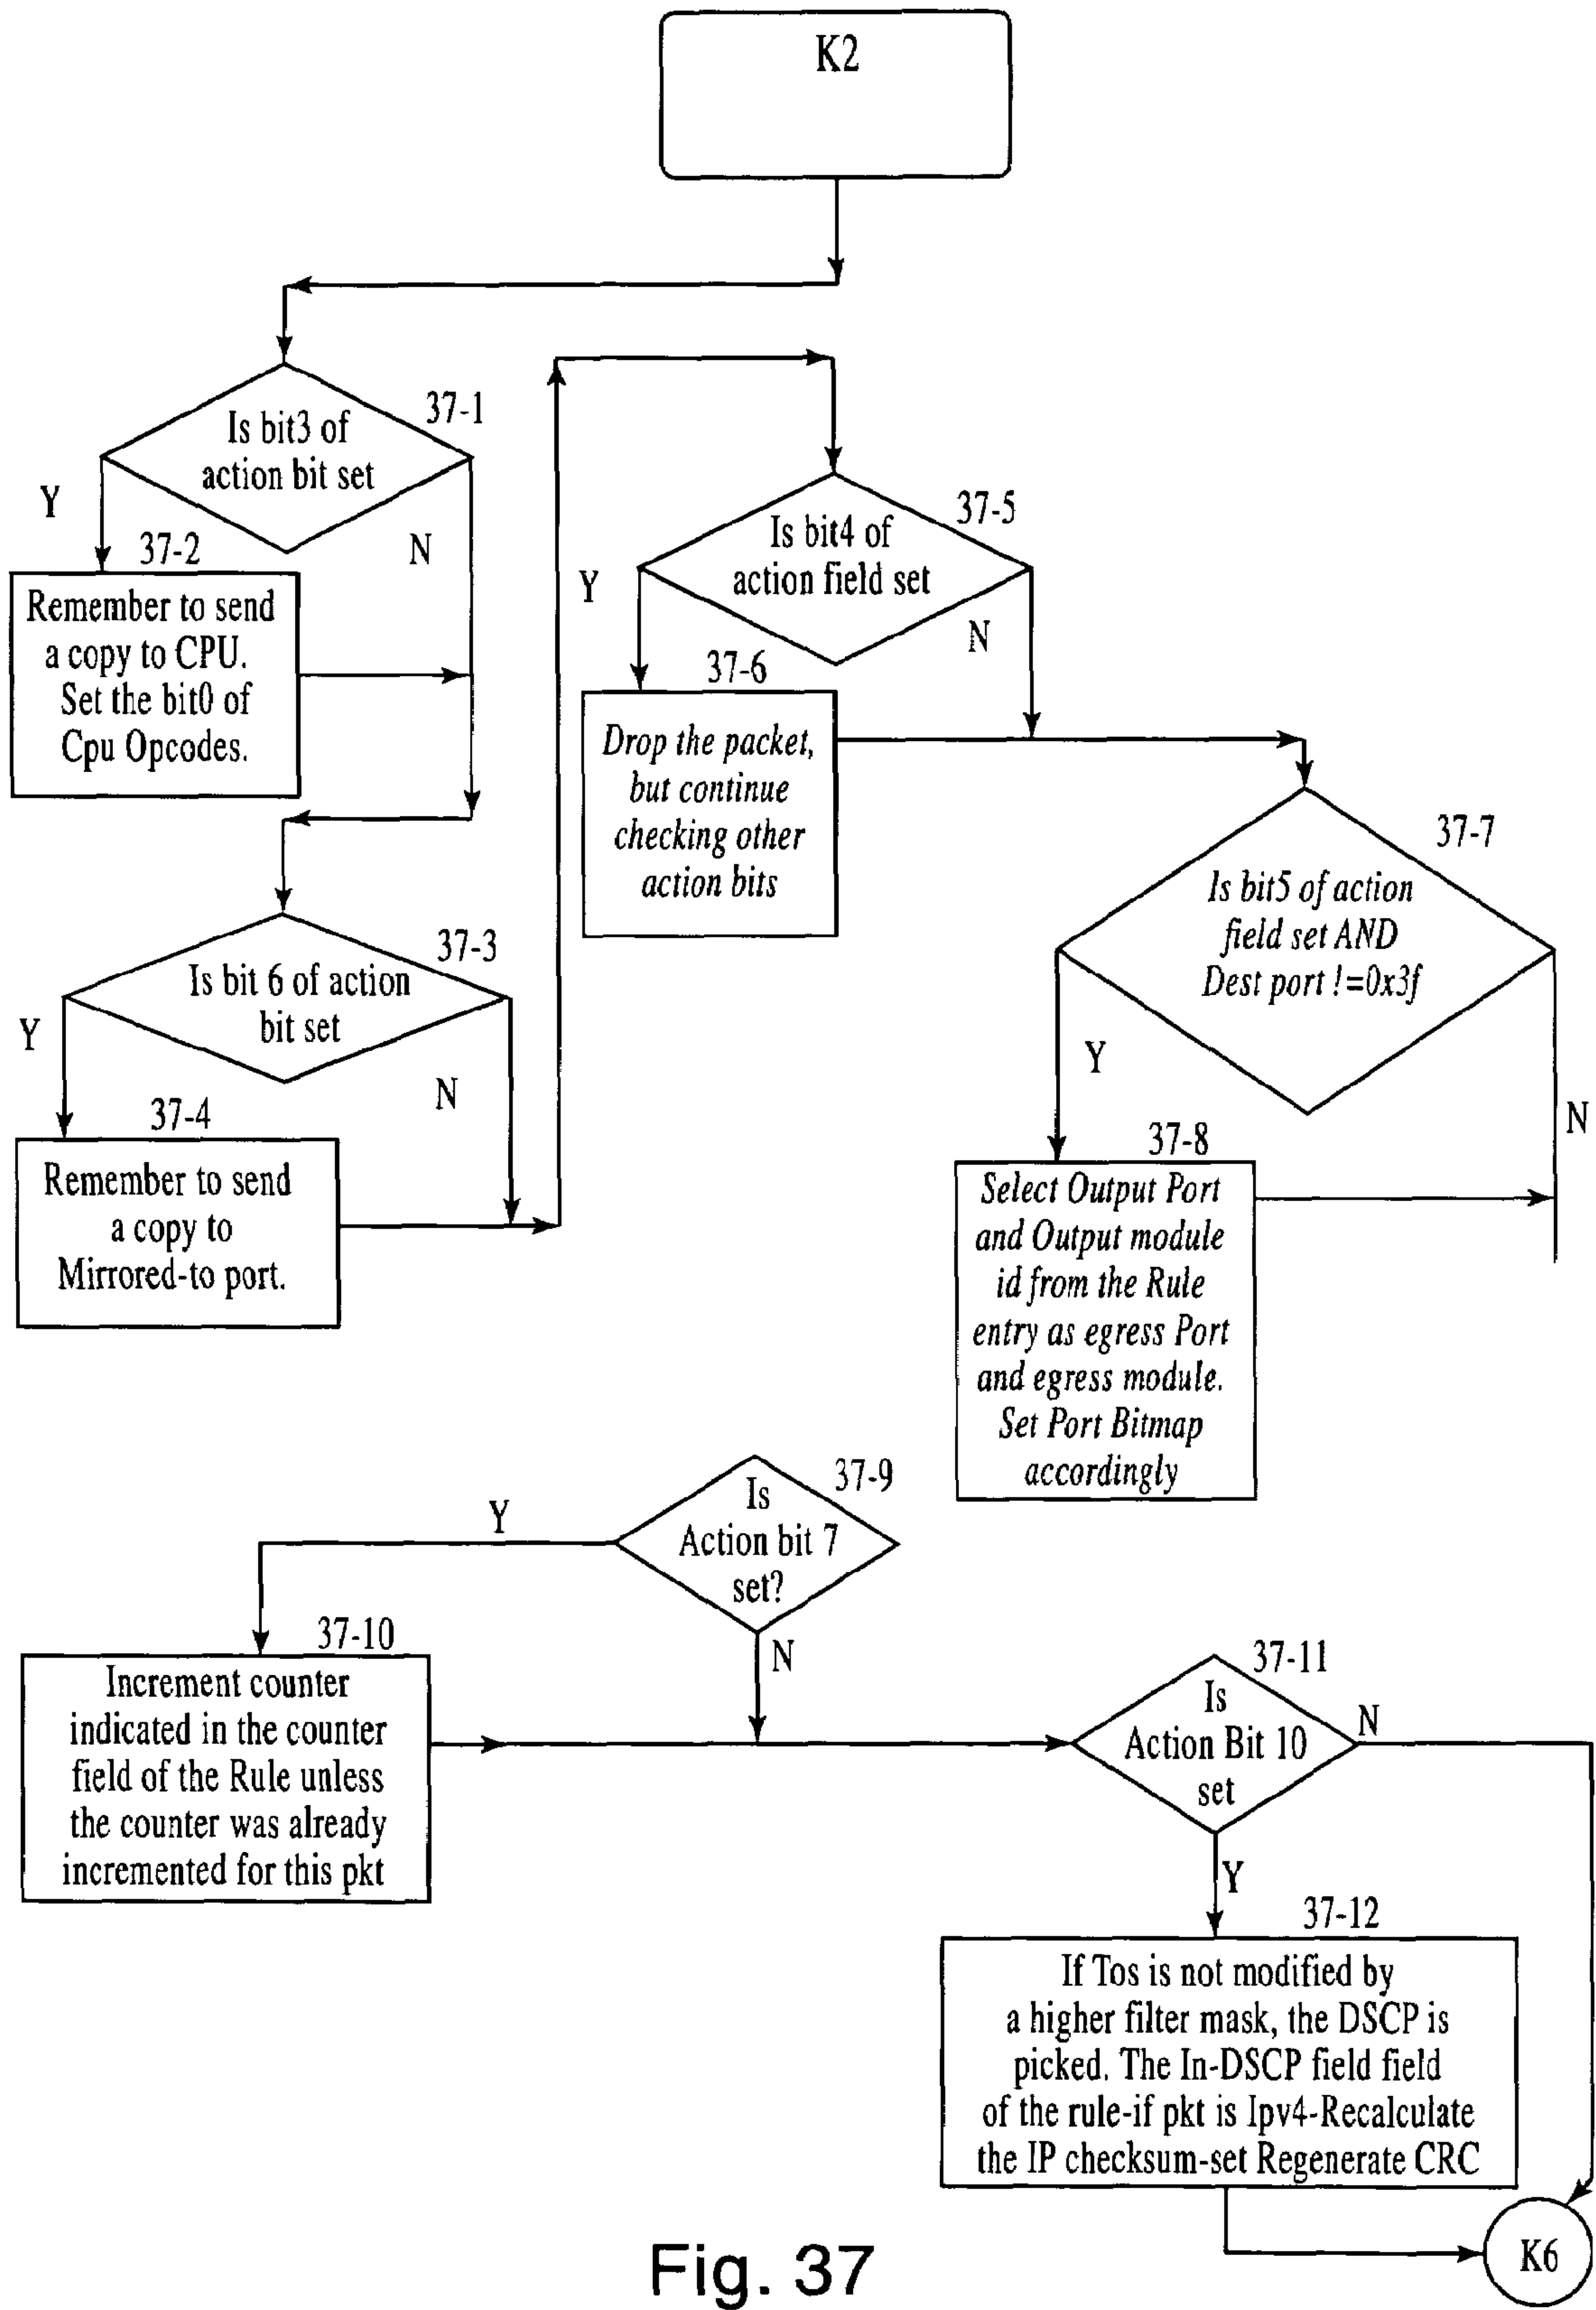 K2
37-1
Is bit3 of
action bit set
Y
N
37-2
Remember to send
a copy to CPU.
Set the bit0 of
Cpu Opcodes.
37-3
Is bit 6 of action
bit set
Y
N
37-4
Remember to send
a copy to
Mirrored-to port.
37-5
Is bit4 of
action field set
Y
N
37-6
Drop the packet,
but continue
checking other
action bits
37-7
Is bit5 of action
field set AND
Dest port !=0x3f
Y
N
37-8
Select Output Port
and Output module
id from the Rule
entry as egress Port
and egress module.
Set Port Bitmap
accordingly
37-9
Is
Action bit 7
set?
Y
N
37-10
Increment counter
indicated in the counter
field of the Rule unless
the counter was already
incremented for this pkt
37-11
Is
Action Bit 10
set
N
Y
37-12
If Tos is not modified by
a higher filter mask, the DSCP is
picked. The In-DSCP field field
of the rule-if pkt is Ipv4-Recalculate
the IP checksum-set Regenerate CRC
K6
Fig. 37